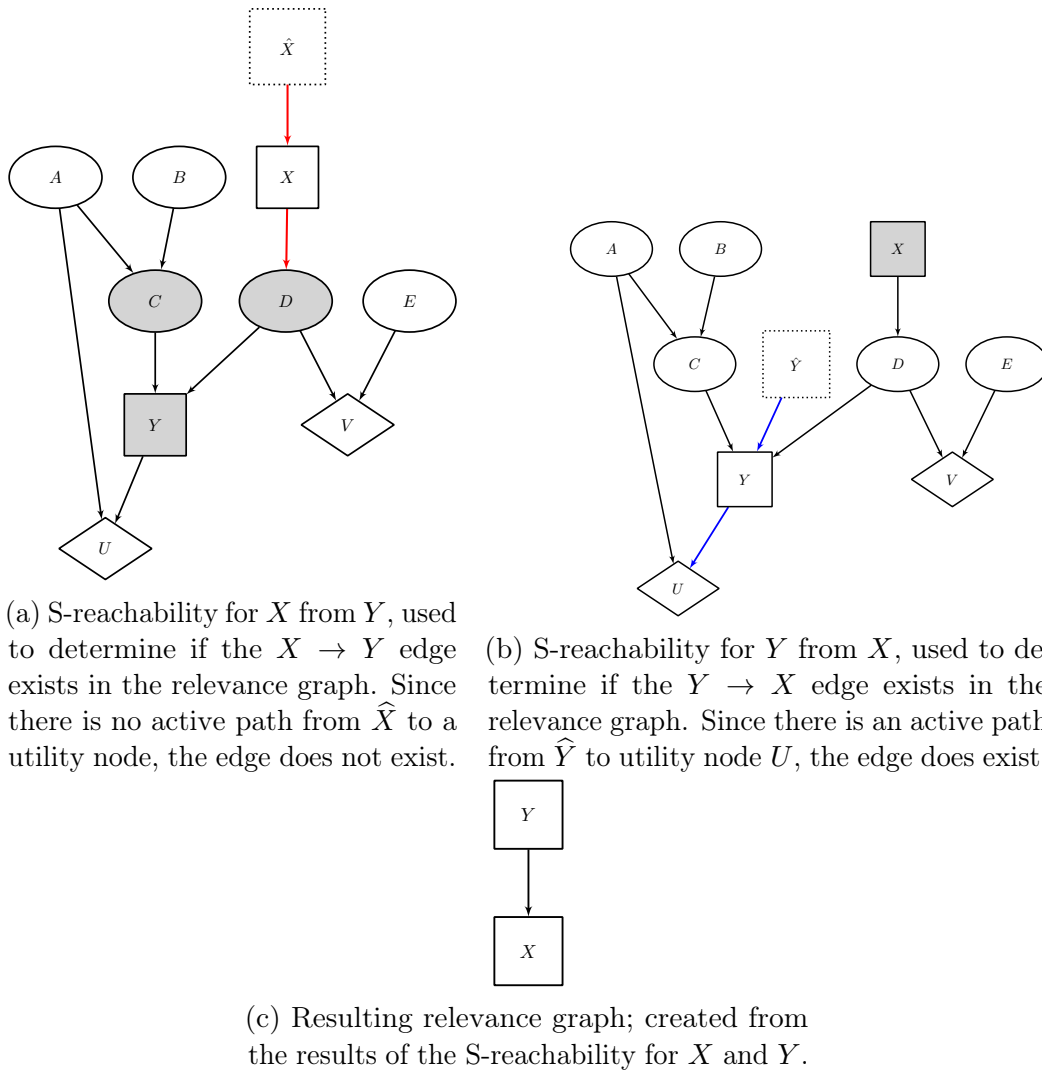 X̂
A
B
X
C
D
E
Y
V
U
A
B
X
C
Ŷ
D
E
Y
V
U
(a) S-reachability for X from Y, used
to determine if the X → Y edge
exists in the relevance graph. Since
there is no active path from X̂ to a
utility node, the edge does not exist.
(b) S-reachability for Y from X, used to de
termine if the Y → X edge exists in the
relevance graph. Since there is an active path
from Ŷ to utility node U, the edge does exist
Y
X
(c) Resulting relevance graph; created from
the results of the S-reachability for X and Y.